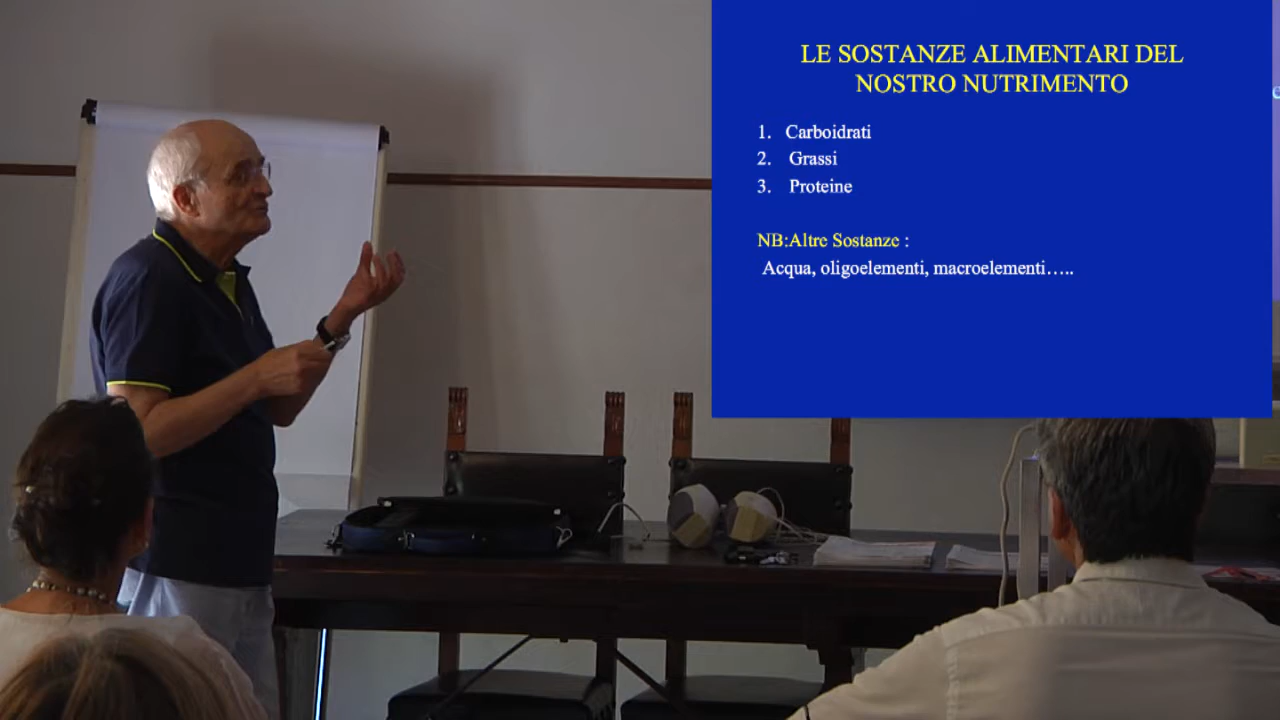 LE SOSTANZE ALIMENTARI DEL
NOSTRO NUTRIMENTO
1. Carboidrati
2. Grassi
3. Proteine
NB:Altre Sostanze :
Acqua, oligoelementi, macroelementi…..